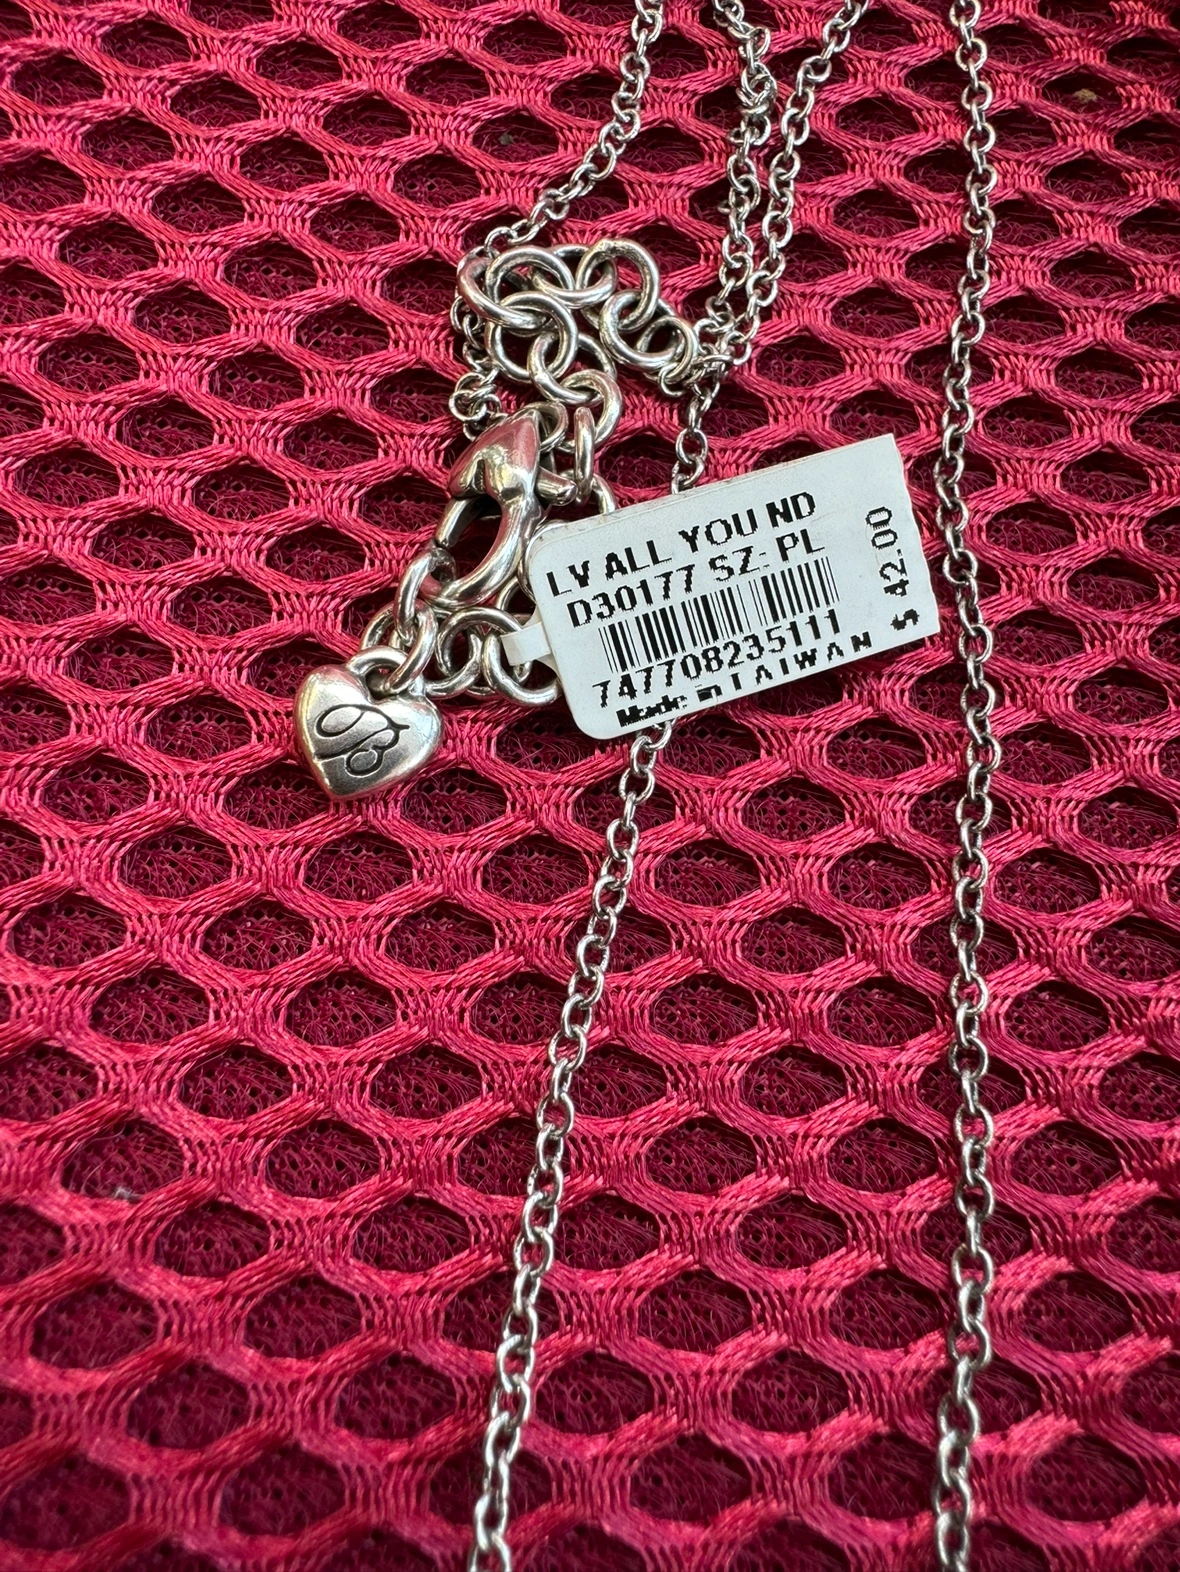 LV ALL YOU ND
D30177 SZ: PL
747708235111
Made in TAIWAN
$ 42.00
B